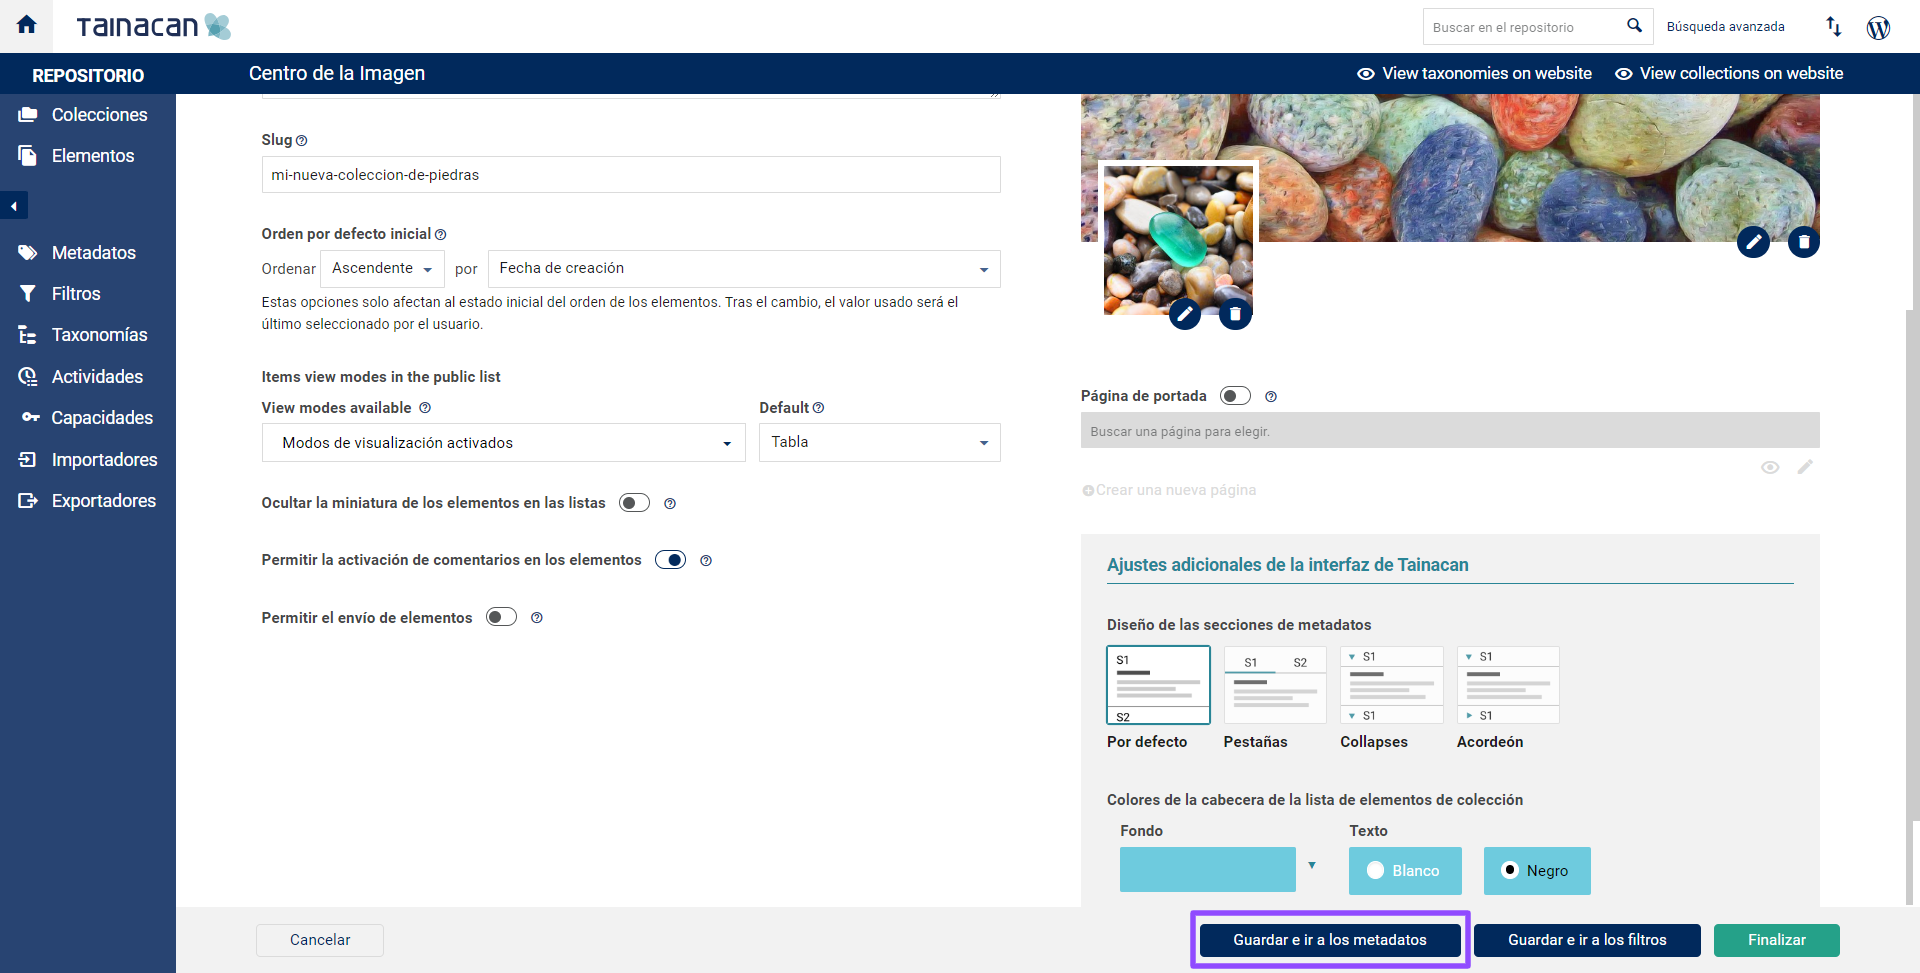 TAINACAN
Buscar en el repositorio
Búsqueda avanzada
REPOSITORIO
Centro de la Imagen
View taxonomies on website
View collections on website
Colecciones
Elementos
Metadatos
Filtros
Taxonomías
Actividades
Capacidades
Importadores
Exportadores
Slug
mi-nueva-coleccion-de-piedras
Orden por defecto inicial
Ordenar Ascendente por Fecha de creación
Estas opciones solo afectan al estado inicial del orden de los elementos. Tras el cambio, el valor usado será el
último seleccionado por el usuario.
Items view modes in the public list
View modes available
Default
Modos de visualización activados
Tabla
Ocultar la miniatura de los elementos en las listas
Permitir la activación de comentarios en los elementos
Permitir el envío de elementos
Página de portada
Buscar una página para elegir.
Crear una nueva página
Ajustes adicionales de la interfaz de Tainacan
Diseño de las secciones de metadatos
S1
S2
S1 S2
S1
S1
S1
S1
Por defecto
Pestañas
Collapses
Acordeón
Colores de la cabecera de la lista de elementos de colección
Fondo
Texto
Blanco
Negro
Cancelar
Guardar e ir a los metadatos
Guardar e ir a los filtros
Finalizar